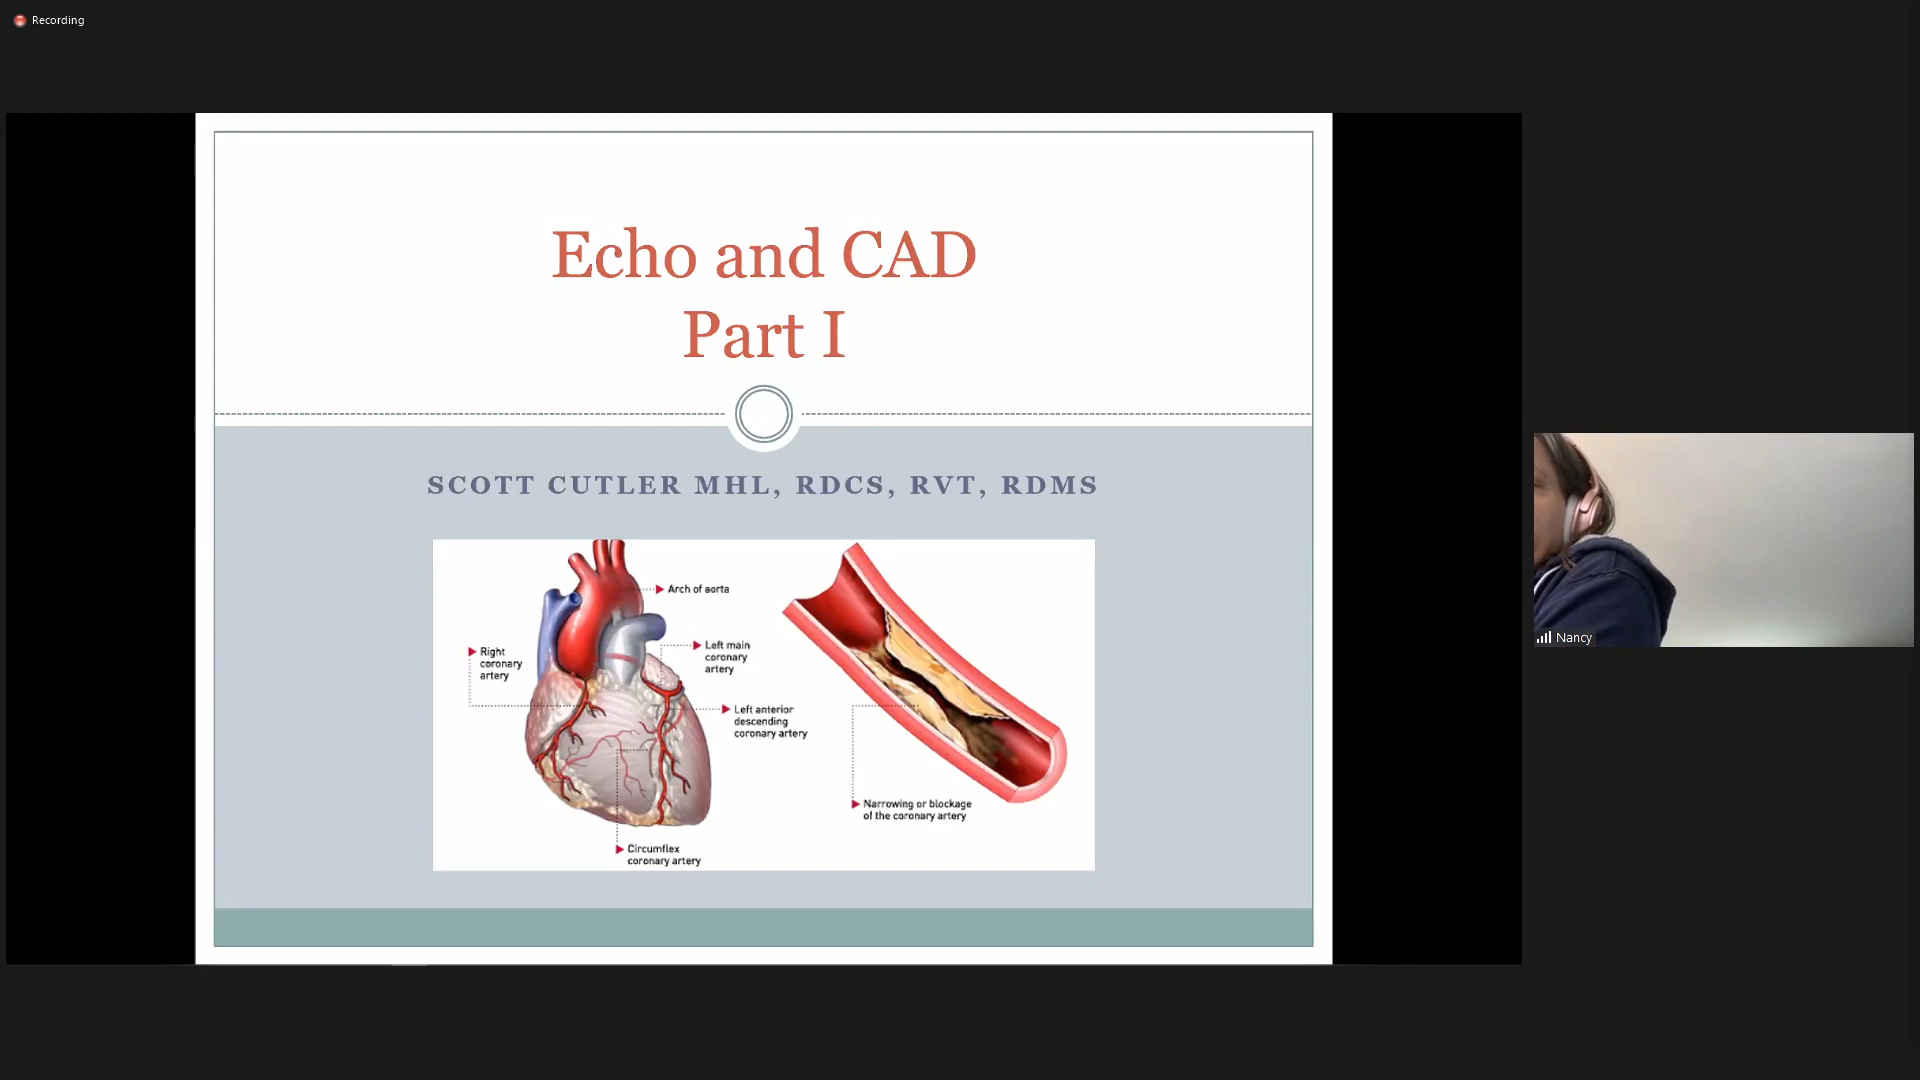 Recording
Echo and CAD
Part I
SCOTT CUTLER MHL, RDCS, RVT, RDMS
Arch of aorta
Right
coronary
artery
Left main
coronary
artery
Left anterior
descending
coronary artery
Narrowing or blockage
of the coronary artery
Circumflex
coronary artery
Nancy